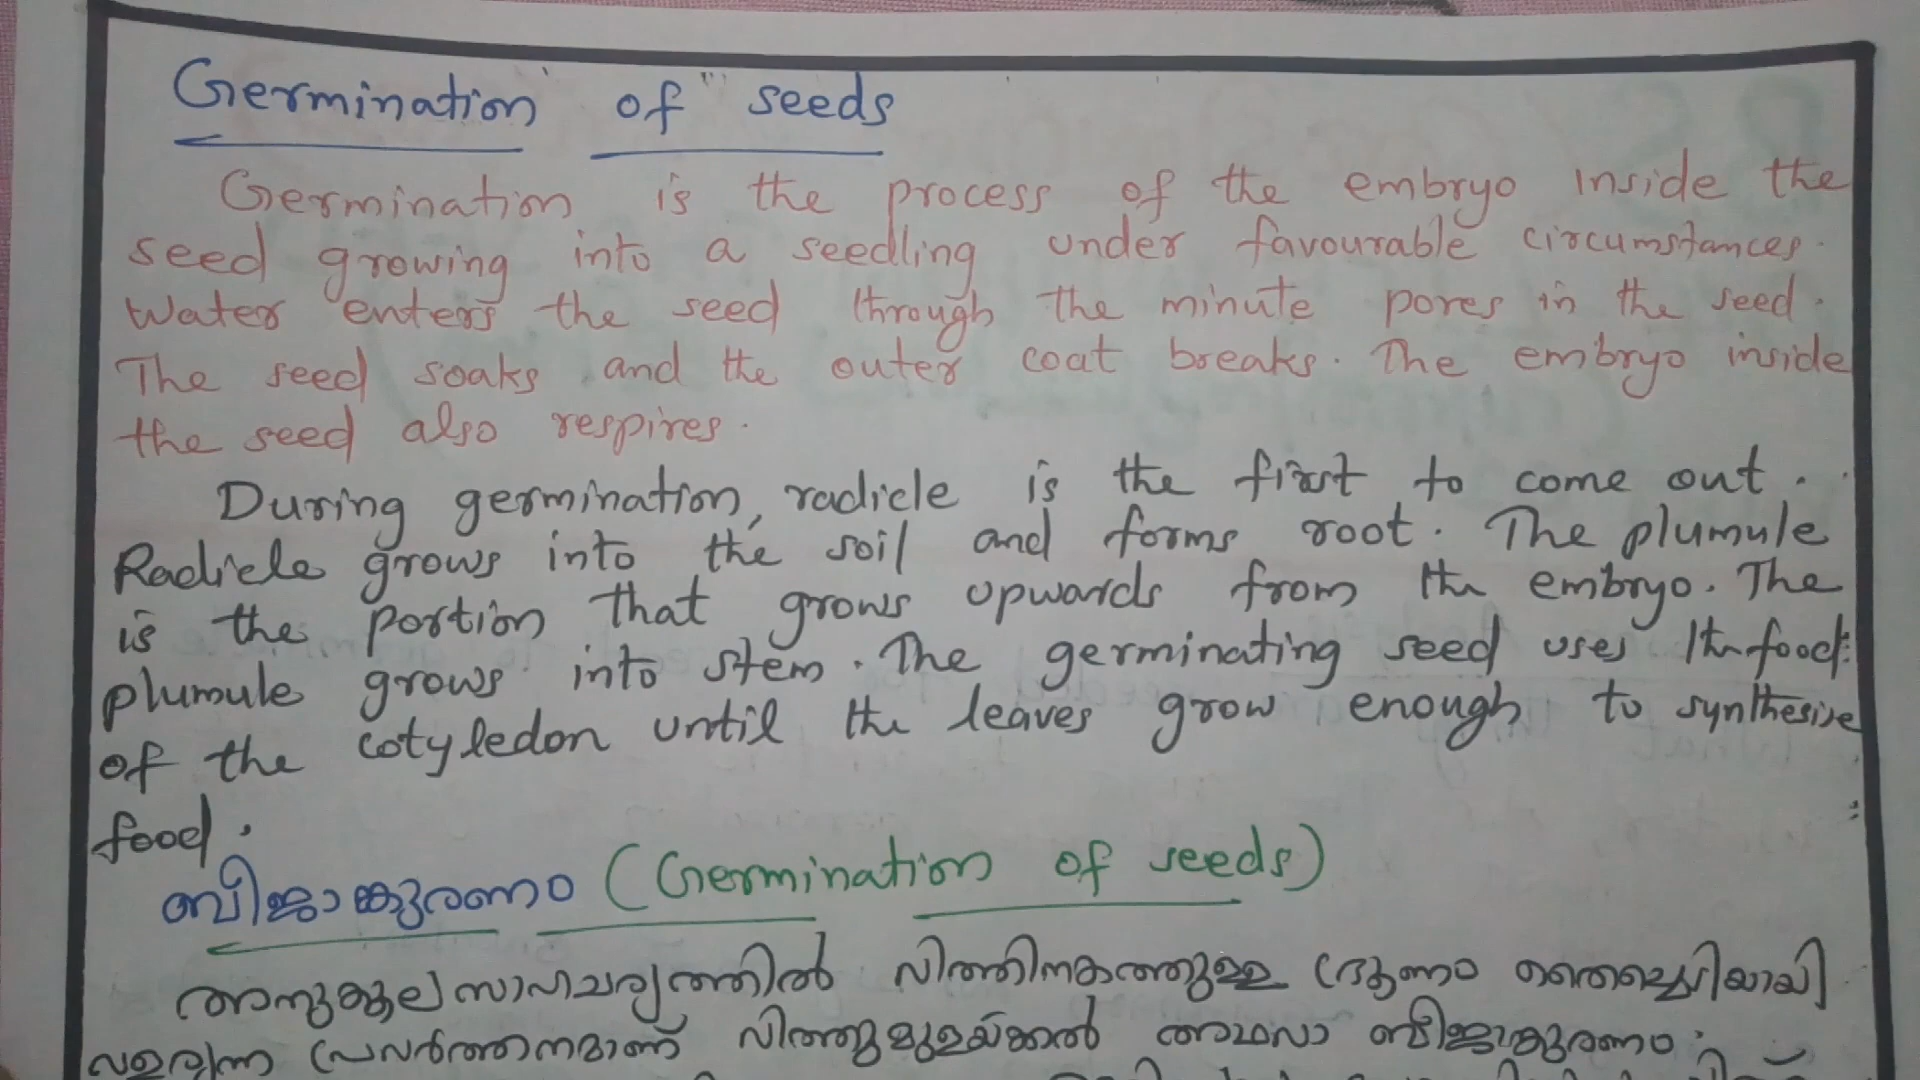 Germination of seeds
Germination is the process of the embryo inside the
seed growing into a seedling under favourable circumstances.
Water enters the seed through the minute pores in the seed.
The seed soaks and the outer coat breaks. The embryo inside
the seed also respires.
During germination, radicle is the first to come out.
Radicle grows into the soil and forms root. The plumule
is the portion that grows upwards from the embryo. The
plumule grows into stem. The germinating seed uses the food
of the cotyledon until the leaves grow enough to synthesise
food.
ബീജാങ്കുരണം (Germination of seeds)
അനുകൂല സാഹചര്യത്തിൽ വിത്തിനകത്തുള്ള ഭ്രൂണം തൈച്ചെടിയായി
വളരുന്ന പ്രവർത്തനമാണ് വിത്തുമുളയ്ക്കൽ അഥവാ ബീജാങ്കുരണം.